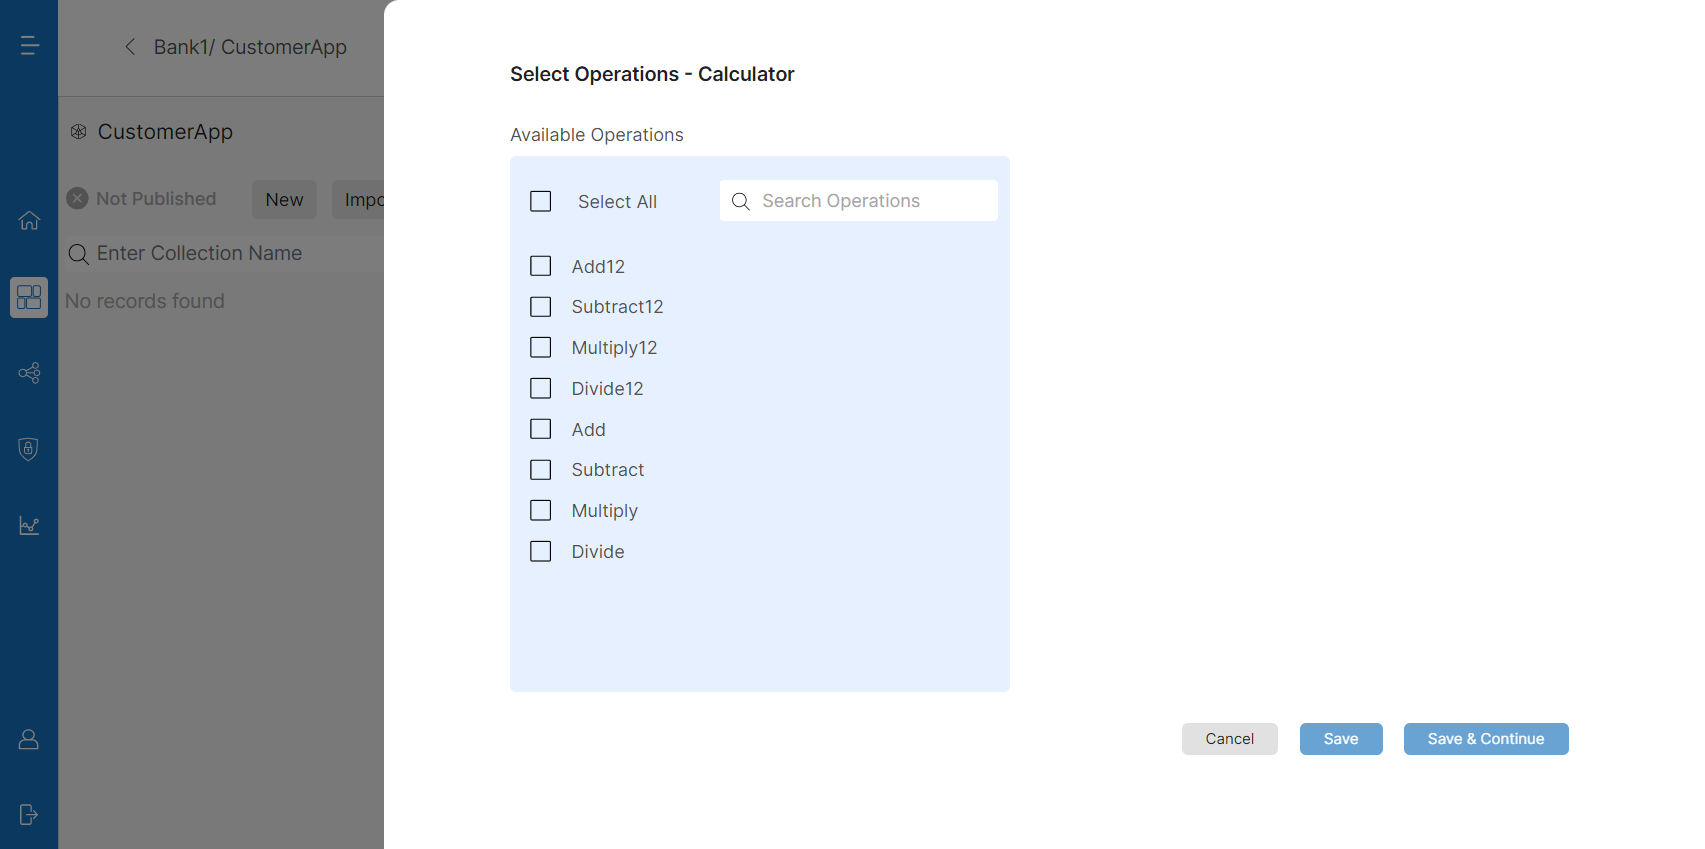 Bank1/ CustomerApp
CustomerApp
Not Published
New
Impo
Enter Collection Name
No records found
Select Operations - Calculator
Available Operations
Select All
Search Operations
Add12
Subtract12
Multiply12
Divide12
Add
Subtract
Multiply
Divide
Cancel
Save
Save & Continue